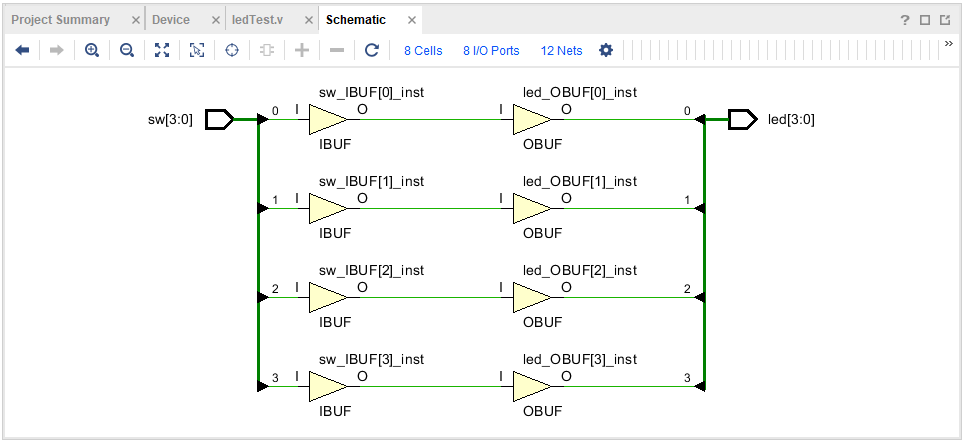 Project Summary × Device × ledTest.v × Schematic ×
?
8 Cells 8 I/O Ports 12 Nets »
sw_IBUF[0]_inst led_OBUF[0]_inst
sw[3:0] 0 I O I O 0 led[3:0]
IBUF OBUF
sw_IBUF[1]_inst led_OBUF[1]_inst
1 I O I O 1
IBUF OBUF
sw_IBUF[2]_inst led_OBUF[2]_inst
2 I O I O 2
IBUF OBUF
sw_IBUF[3]_inst led_OBUF[3]_inst
3 I O I O 3
IBUF OBUF